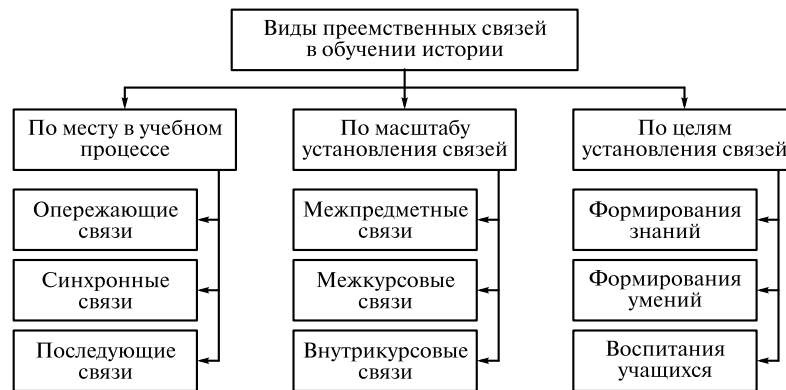 Виды преемственных связей
в обучении истории
По месту в учебном
процессе
По масштабу
установления связей
По целям
установления связей
Опережающие
связи
Межпредметные
связи
Формирования
знаний
Синхронные
связи
Межкурсовые
связи
Формирования
умений
Последующие
связи
Внутрикурсовые
связи
Воспитания
учащихся